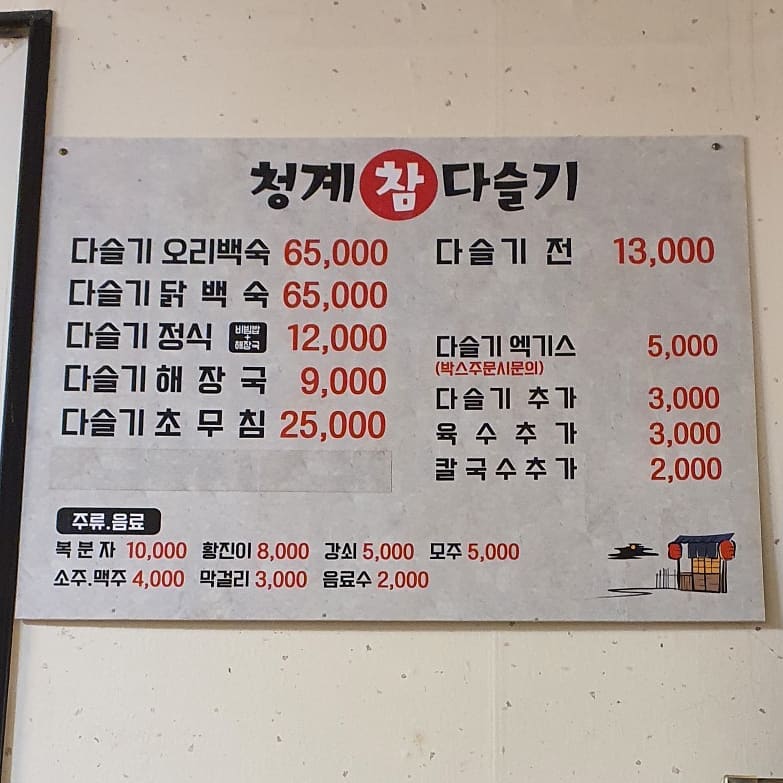 청계 참 다슬기
다슬기 오리백숙 65,000
다슬기 닭 백 숙 65,000
다슬기 정식 비빔밥+해장국 12,000
다슬기 해 장 국 9,000
다슬기 초 무 침 25,000
다슬기 전 13,000
다슬기 엑기스 5,000
(박스주문시문의)
다슬기 추가 3,000
육 수 추 가 3,000
칼국수추가 2,000
주류.음료
복분자 10,000 황진이 8,000 강쇠 5,000 모주 5,000
소주.맥주 4,000 막걸리 3,000 음료수 2,000